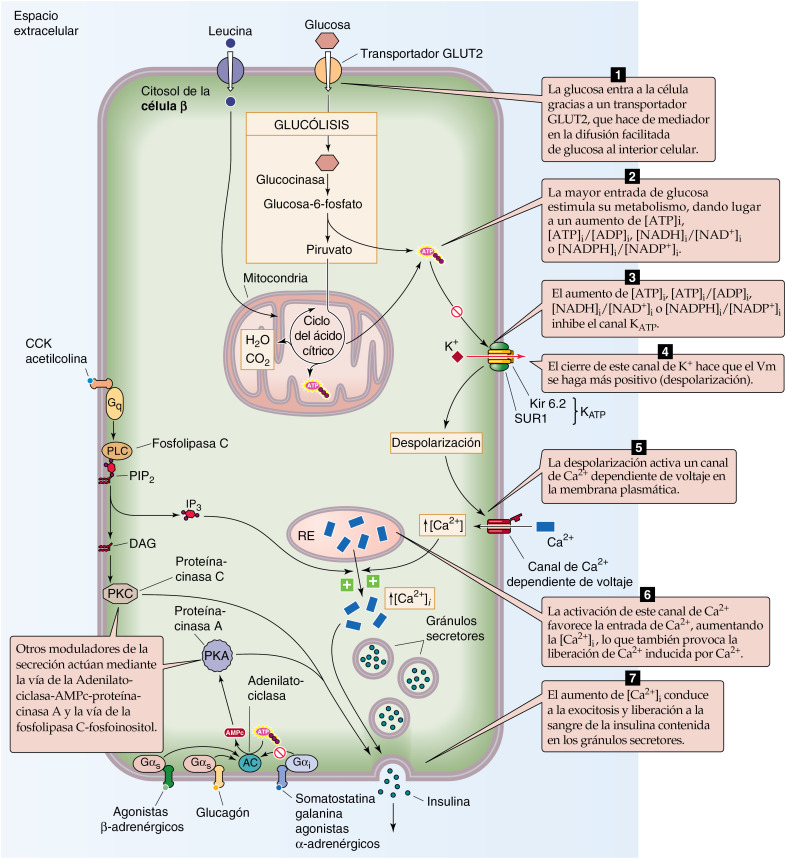 Espacio
extracelular
Leucina
Glucosa
Transportador GLUT2
Citosol de la
célula β
GLUCÓLISIS
Glucocinasa
Glucosa-6-fosfato
Piruvato
ATP
Mitocondria
H2O
CO2
Ciclo
del ácido
cítrico
ATP
1
La glucosa entra a la célula
gracias a un transportador
GLUT2, que hace de mediador
en la difusión facilitada
de glucosa al interior celular.
2
La mayor entrada de glucosa
estimula su metabolismo, dando lugar
a un aumento de [ATP]i,
[ATP]i/[ADP]i, [NADH]i/[NAD+]i
o [NADPH]i/[NADP+]i.
3
El aumento de [ATP]i, [ATP]i/[ADP]i,
[NADH]i/[NAD+]i o [NADPH]i/[NADP+]i
inhibe el canal KATP.
K+
4
El cierre de este canal de K+ hace que el Vm
se haga más positivo (despolarización).
Kir 6.2
SUR1
KATP
Despolarización
5
La despolarización activa un canal
de Ca2+ dependiente de voltaje en
la membrana plasmática.
CCK
acetilcolina
Gq
PLC
Fosfolipasa C
PIP2
IP3
DAG
PKC
Proteína-
cinasa C
RE
↑[Ca2+]
Ca2+
Canal de Ca2+
dependiente de voltaje
+
+
↑[Ca2+]i
6
La activación de este canal de Ca2+
favorece la entrada de Ca2+, aumentando
la [Ca2+]i, lo que también provoca la
liberación de Ca2+ inducida por Ca2+.
Gránulos
secretores
Proteína-
cinasa A
PKA
Otros moduladores de la
secreción actúan mediante
la vía de la Adenilato-
ciclasa-AMPc-proteína-
cinasa A y la vía de la
fosfolipasa C-fosfoinositol.
Adenilato-
ciclasa
7
El aumento de [Ca2+]i conduce
a la exocitosis y liberación a la
sangre de la insulina contenida
en los gránulos secretores.
AMPc
ATP
Gαs
Gαs
AC
Gαi
Agonistas
β-adrenérgicos
Glucagón
Somatostatina
galanina
agonistas
α-adrenérgicos
Insulina